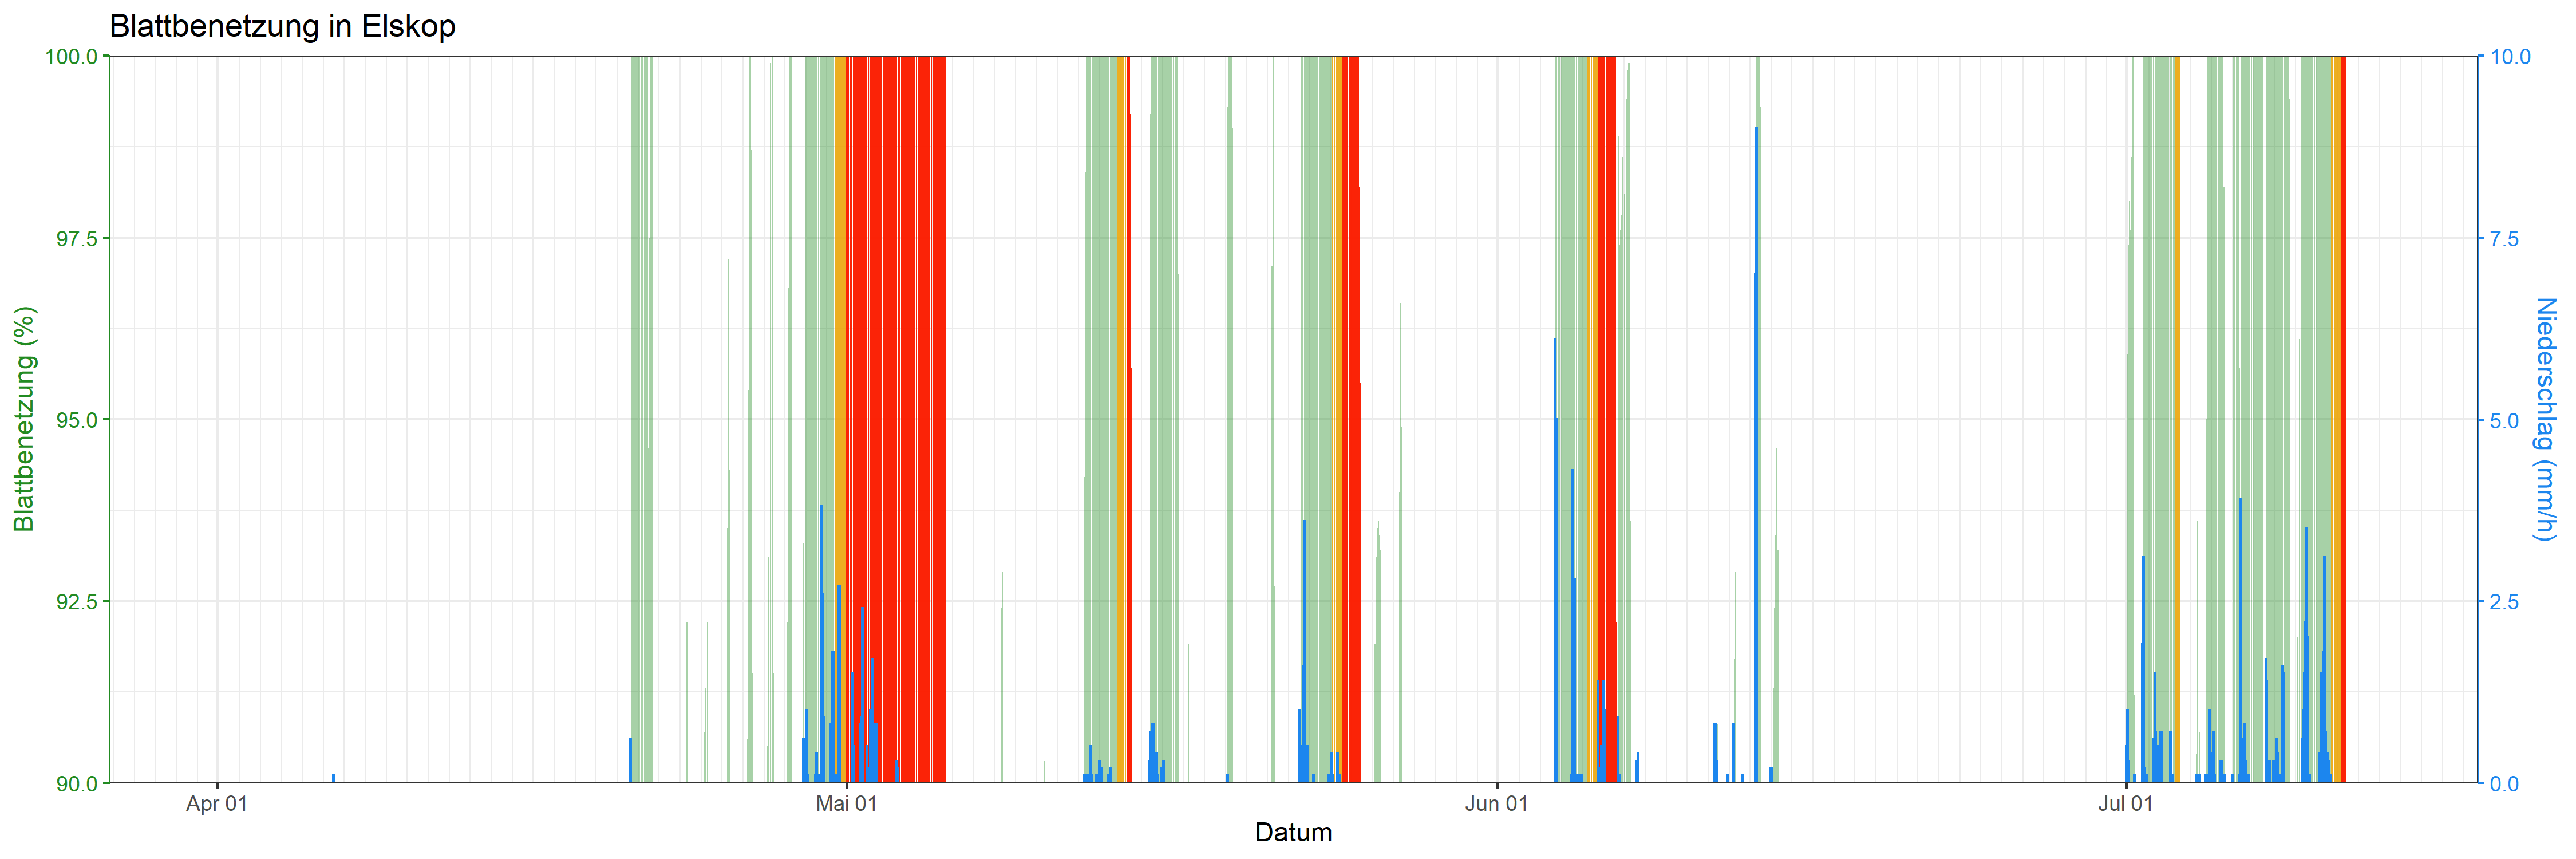 Blattbenetzung in Elskop
100.0
97.5
95.0
92.5
90.0
Blattbenetzung (%)
10.0
7.5
5.0
2.5
0.0
Niederschlag (mm/h)
Apr 01
Mai 01
Jun 01
Jul 01
Datum